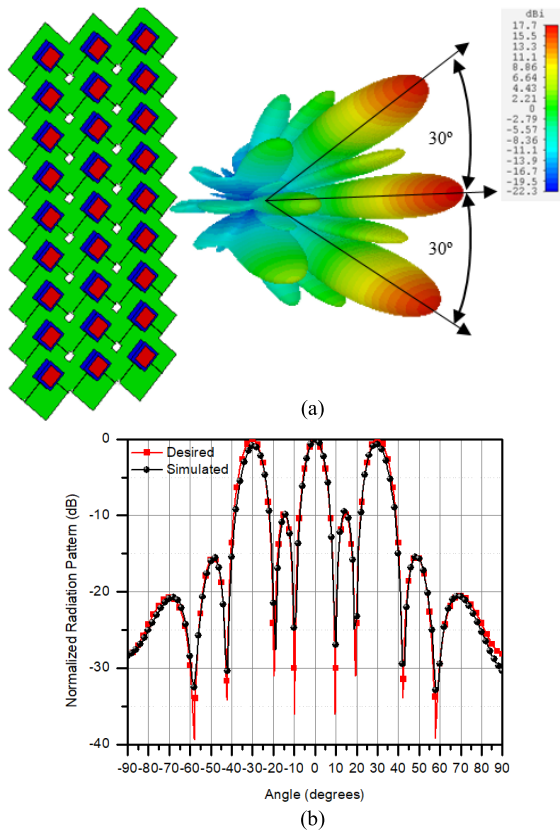 dBi
17.7
15.5
13.3
11.1
8.86
6.64
4.43
2.21
0
-2.79
-5.57
-8.36
-11.1
-13.9
-16.7
-19.5
-22.3
30º
30º
(a)
Desired
Simulated
Normalized Radiation Pattern (dB)
0
-10
-20
-30
-40
-90 -80 -70 -60 -50 -40 -30 -20 -10 0 10 20 30 40 50 60 70 80 90
Angle (degrees)
(b)